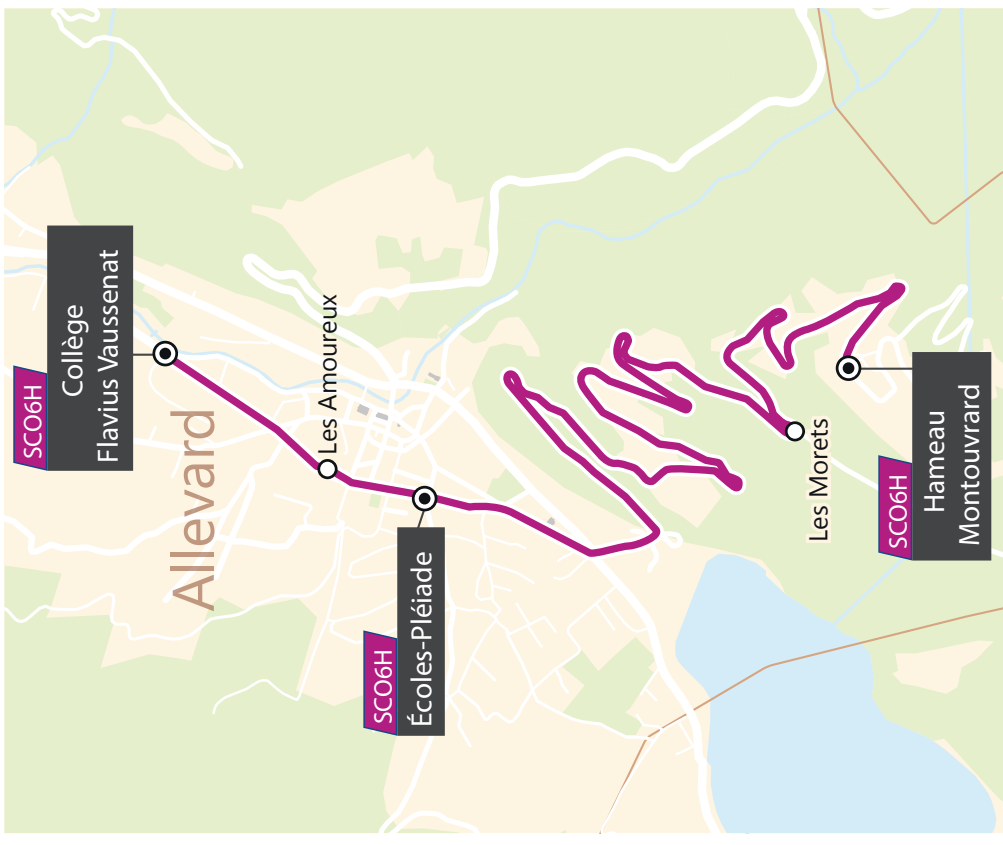 SCO6H
Collège
Flavius Vaussenat
Allevard
Les Amoureux
SCO6H
Écoles-Pléiade
Les Morets
SCO6H
Hameau
Montouvrard